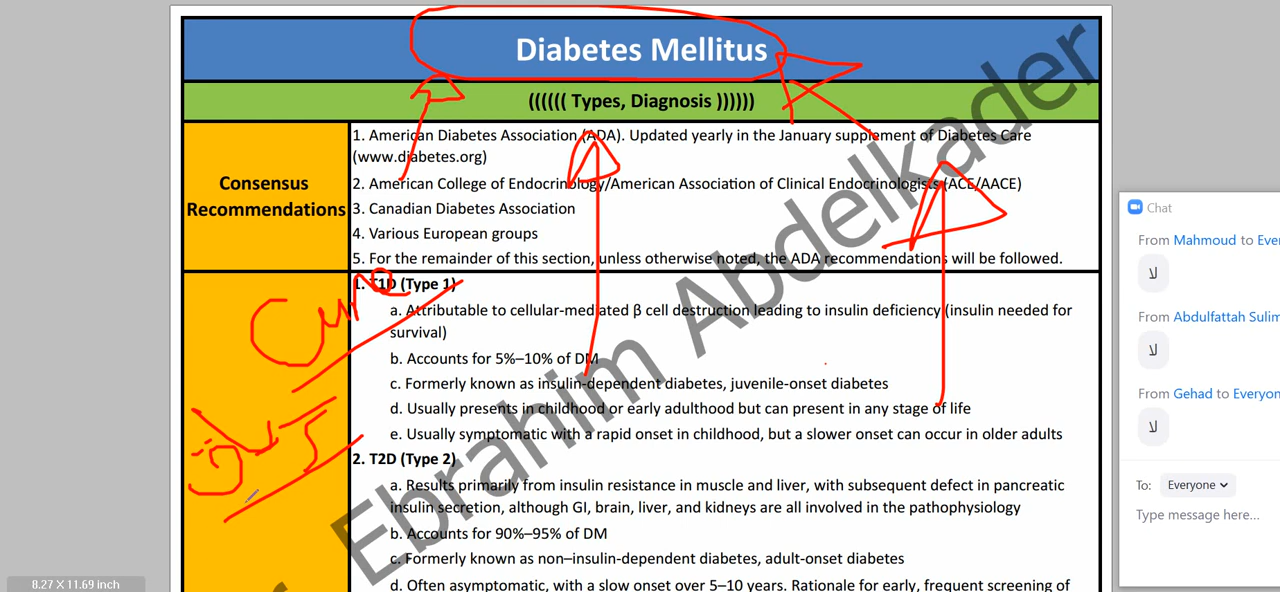 Diabetes Mellitus
(((((( Types, Diagnosis ))))))
Consensus
Recommendations
1. American Diabetes Association (ADA). Updated yearly in the January supplement of Diabetes Care
(www.diabetes.org)
2. American College of Endocrinology/American Association of Clinical Endocrinologists (ACE/AACE)
3. Canadian Diabetes Association
4. Various European groups
5. For the remainder of this section, unless otherwise noted, the ADA recommendations will be followed.
1. T1D (Type 1)
a. Attributable to cellular-mediated β cell destruction leading to insulin deficiency (insulin needed for
survival)
b. Accounts for 5%–10% of DM
c. Formerly known as insulin-dependent diabetes, juvenile-onset diabetes
d. Usually presents in childhood or early adulthood but can present in any stage of life
e. Usually symptomatic with a rapid onset in childhood, but a slower onset can occur in older adults
2. T2D (Type 2)
a. Results primarily from insulin resistance in muscle and liver, with subsequent defect in pancreatic
insulin secretion, although GI, brain, liver, and kidneys are all involved in the pathophysiology
b. Accounts for 90%–95% of DM
c. Formerly known as non–insulin-dependent diabetes, adult-onset diabetes
d. Often asymptomatic, with a slow onset over 5–10 years. Rationale for early, frequent screening of
Cure
Ebrahim Abdelkader
Chat
From Mahmoud to Ever
لا
From Abdulfattah Sulim
لا
From Gehad to Everyon
لا
To: Everyone
Type message here...
8.27 X 11.69 inch